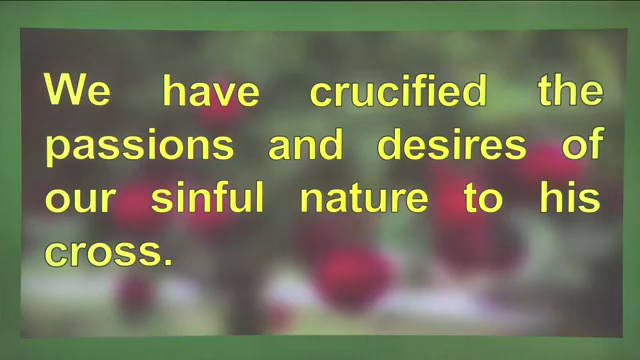 We have crucified the
passions and desires of
our sinful nature to his
cross.